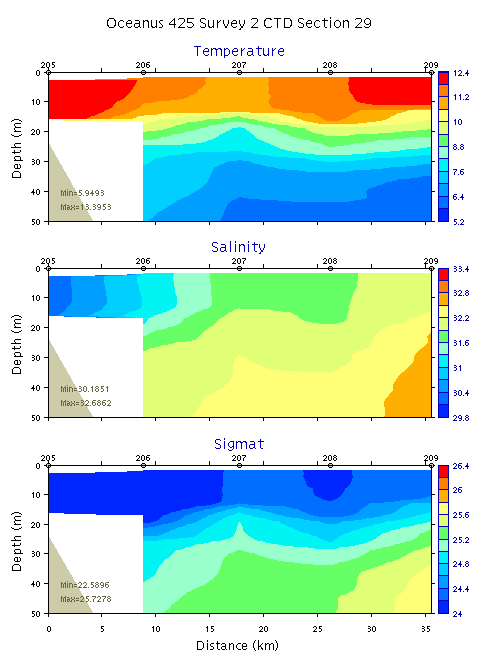 Oceanus 425 Survey 2 CTD Section 29
Temperature
205 206 207 208 209
0 10 20 30 40 50
Depth (m)
Min=5.9493
Max=13.3953
12.4 11.2 10 8.8 7.6 6.4 5.2
Salinity
205 206 207 208 209
0 10 20 30 40 50
Depth (m)
Min=30.1851
Max=32.6862
33.4 32.8 32.2 31.6 31 30.4 29.8
Sigmat
205 206 207 208 209
0 10 20 30 40 50
Depth (m)
Min=22.5896
Max=25.7278
26.4 26 25.6 25.2 24.8 24.4 24
0 5 10 15 20 25 30 35
Distance (km)